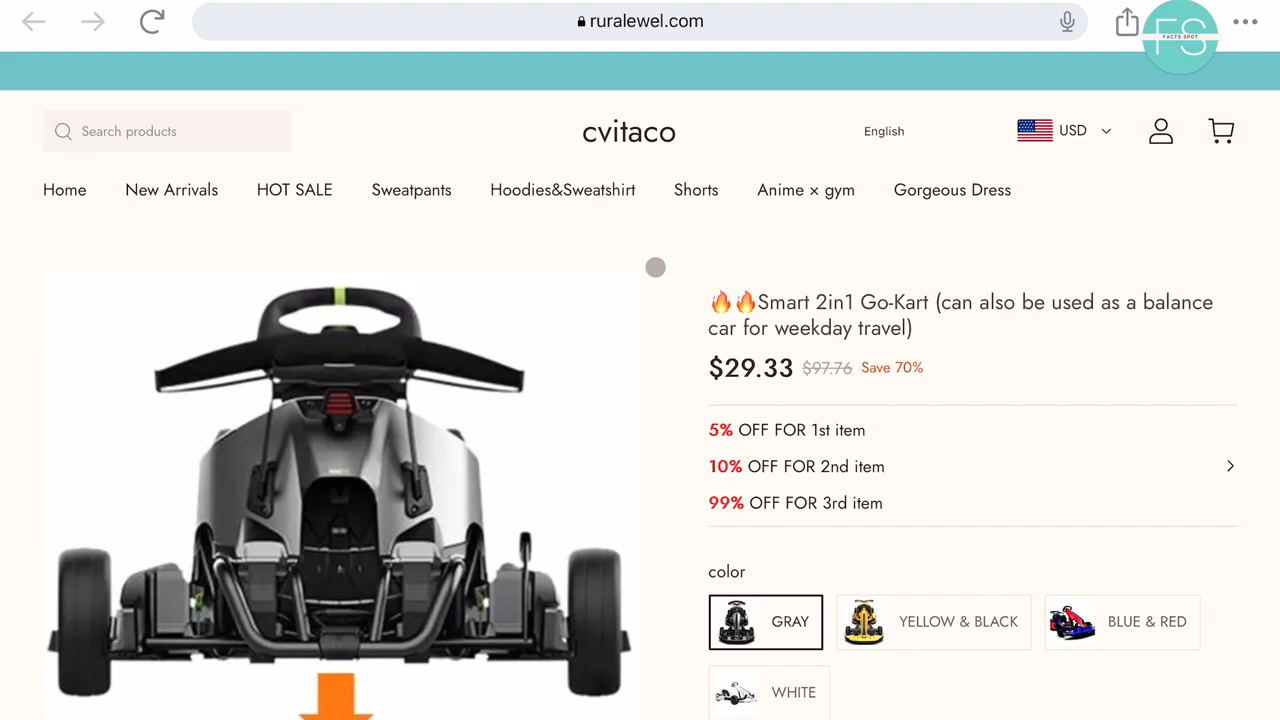 ruralewel.com
FS
FACTS SPOT
Search products
cvitaco
English
USD
Home New Arrivals HOT SALE Sweatpants Hoodies&Sweatshirt Shorts Anime × gym Gorgeous Dress
🔥🔥Smart 2in1 Go-Kart (can also be used as a balance
car for weekday travel)
$29.33 $97.76 Save 70%
5% OFF FOR 1st item
10% OFF FOR 2nd item
99% OFF FOR 3rd item
color
GRAY YELLOW & BLACK BLUE & RED
WHITE